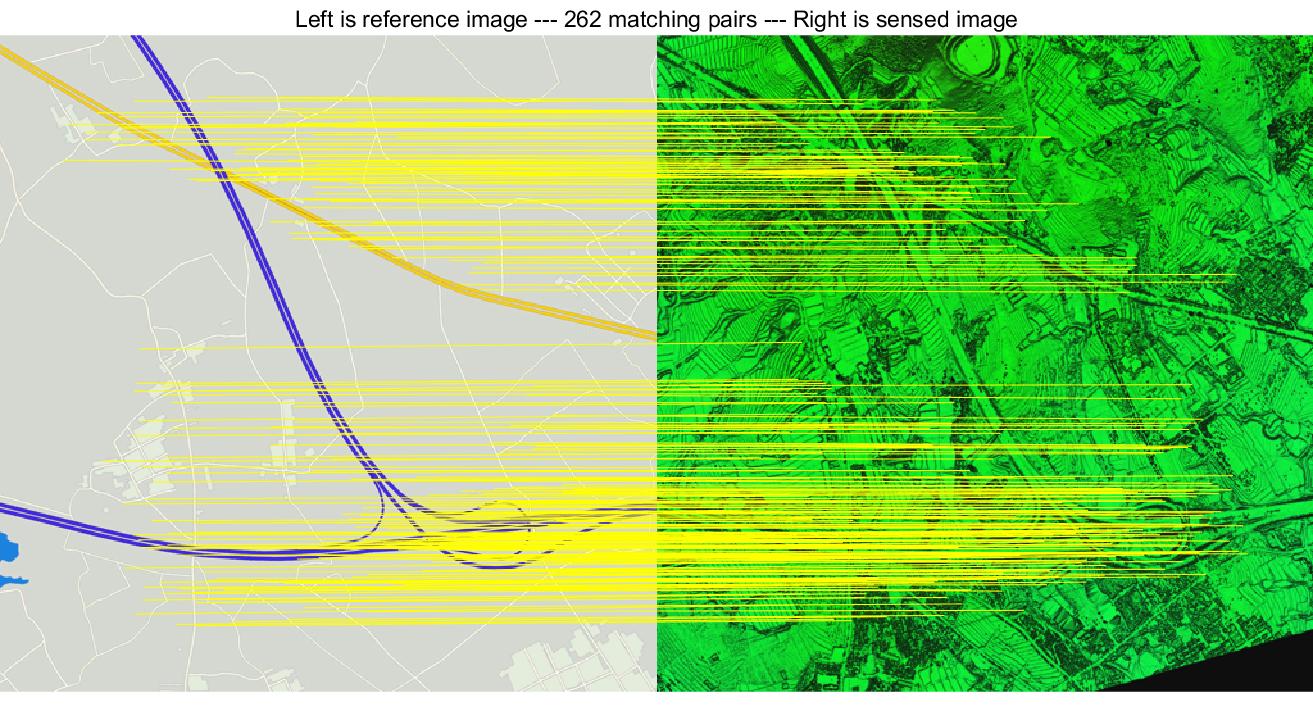 Left is reference image --- 262 matching pairs --- Right is sensed image